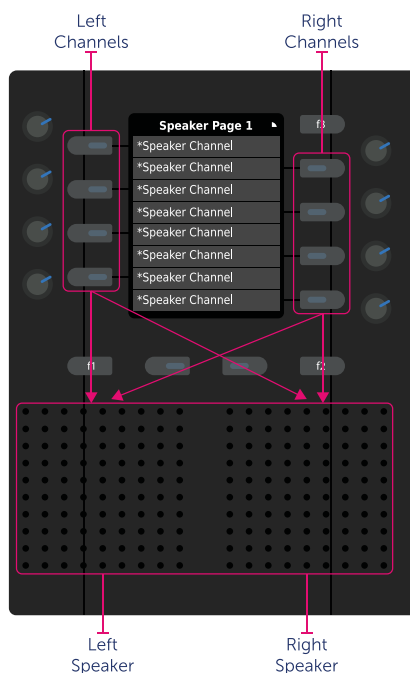 Left
Channels
Right
Channels
Speaker Page 1
f3
*Speaker Channel
*Speaker Channel
*Speaker Channel
*Speaker Channel
*Speaker Channel
*Speaker Channel
*Speaker Channel
*Speaker Channel
f1
f2
Left
Speaker
Right
Speaker